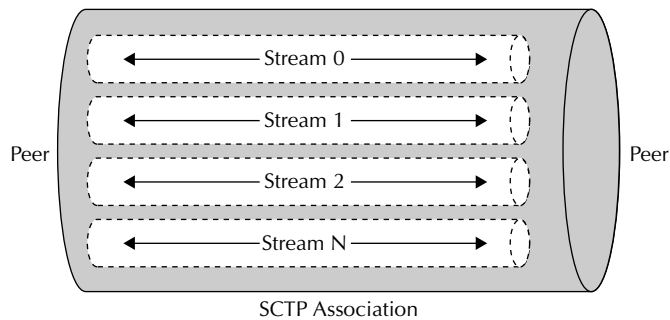 Stream 0
Stream 1
Peer
Peer
Stream 2
Stream N
SCTP Association